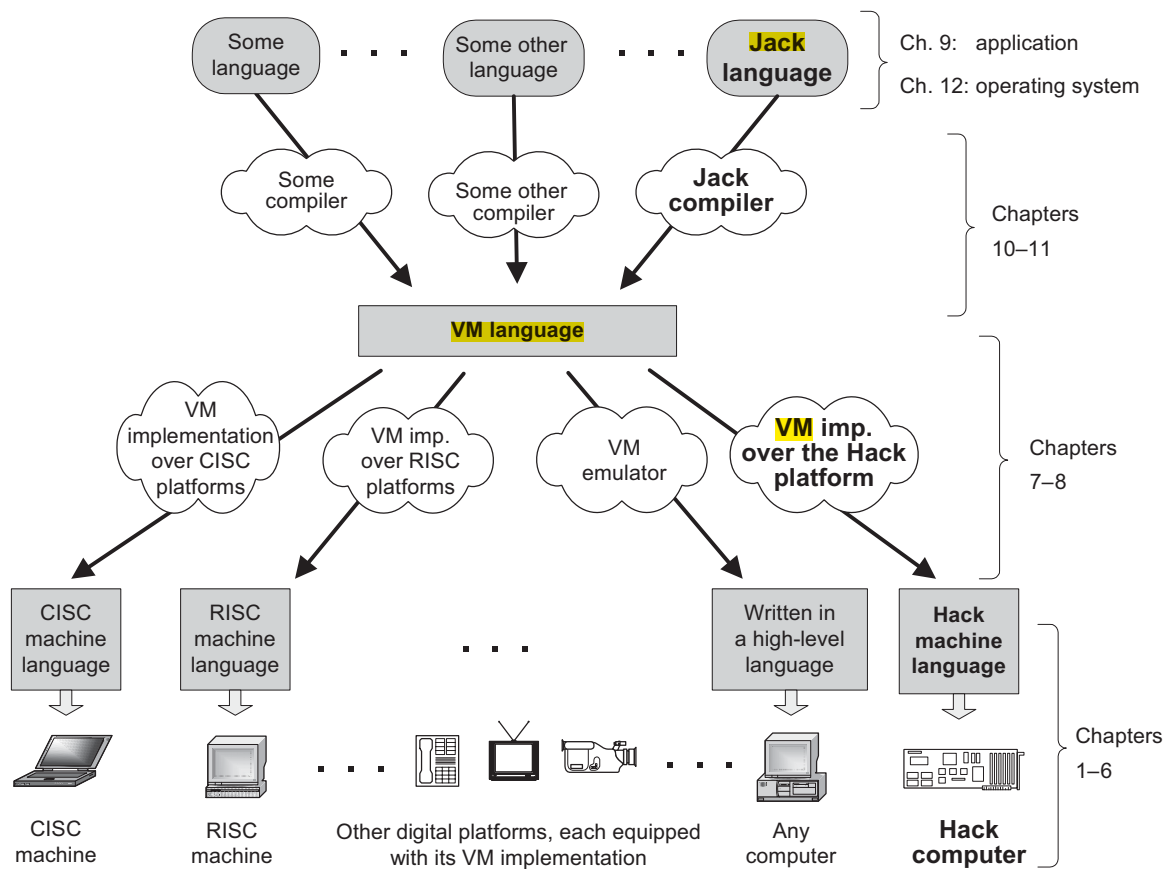 Some
language
Some other
language
Jack
language
Ch. 9: application
Ch. 12: operating system
Some
compiler
Some other
compiler
Jack
compiler
Chapters
10–11
VM language
VM
implementation
over CISC
platforms
VM imp.
over RISC
platforms
VM
emulator
VM imp.
over the Hack
platform
Chapters
7–8
CISC
machine
language
RISC
machine
language
Written in
a high-level
language
Hack
machine
language
Chapters
1–6
CISC
machine
RISC
machine
Other digital platforms, each equipped
with its VM implementation
Any
computer
Hack
computer